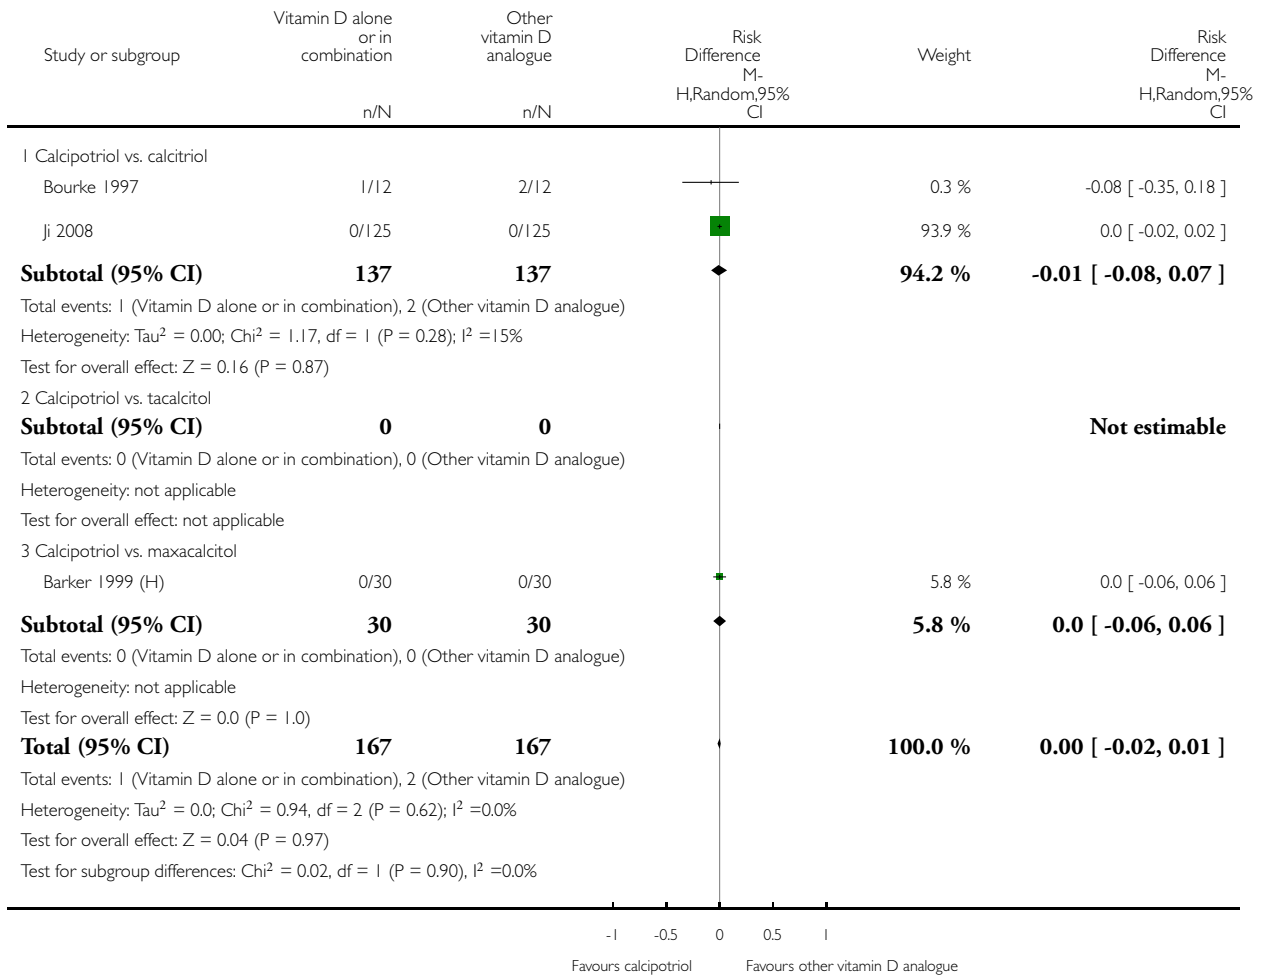 Study or subgroup
Vitamin D alone
or in
combination
Other
vitamin D
analogue
Risk
Difference
Weight
Risk
Difference
n/N
n/N
M-
H,Random,95%
CI
M-
H,Random,95%
CI
1 Calcipotriol vs. calcitriol
Bourke 1997 1/12 2/12 0.3 % -0.08 [ -0.35, 0.18 ]
Ji 2008 0/125 0/125 93.9 % 0.0 [ -0.02, 0.02 ]
Subtotal (95% CI) 137 137 94.2 % -0.01 [ -0.08, 0.07 ]
Total events: 1 (Vitamin D alone or in combination), 2 (Other vitamin D analogue)
Heterogeneity: Tau² = 0.00; Chi² = 1.17, df = 1 (P = 0.28); I² =15%
Test for overall effect: Z = 0.16 (P = 0.87)
2 Calcipotriol vs. tacalcitol
Subtotal (95% CI) 0 0 Not estimable
Total events: 0 (Vitamin D alone or in combination), 0 (Other vitamin D analogue)
Heterogeneity: not applicable
Test for overall effect: not applicable
3 Calcipotriol vs. maxacalcitol
Barker 1999 (H) 0/30 0/30 5.8 % 0.0 [ -0.06, 0.06 ]
Subtotal (95% CI) 30 30 5.8 % 0.0 [ -0.06, 0.06 ]
Total events: 0 (Vitamin D alone or in combination), 0 (Other vitamin D analogue)
Heterogeneity: not applicable
Test for overall effect: Z = 0.0 (P = 1.0)
Total (95% CI) 167 167 100.0 % 0.00 [ -0.02, 0.01 ]
Total events: 1 (Vitamin D alone or in combination), 2 (Other vitamin D analogue)
Heterogeneity: Tau² = 0.0; Chi² = 0.94, df = 2 (P = 0.62); I² =0.0%
Test for overall effect: Z = 0.04 (P = 0.97)
Test for subgroup differences: Chi² = 0.02, df = 1 (P = 0.90), I² =0.0%
-1 -0.5 0 0.5 1
Favours calcipotriol Favours other vitamin D analogue